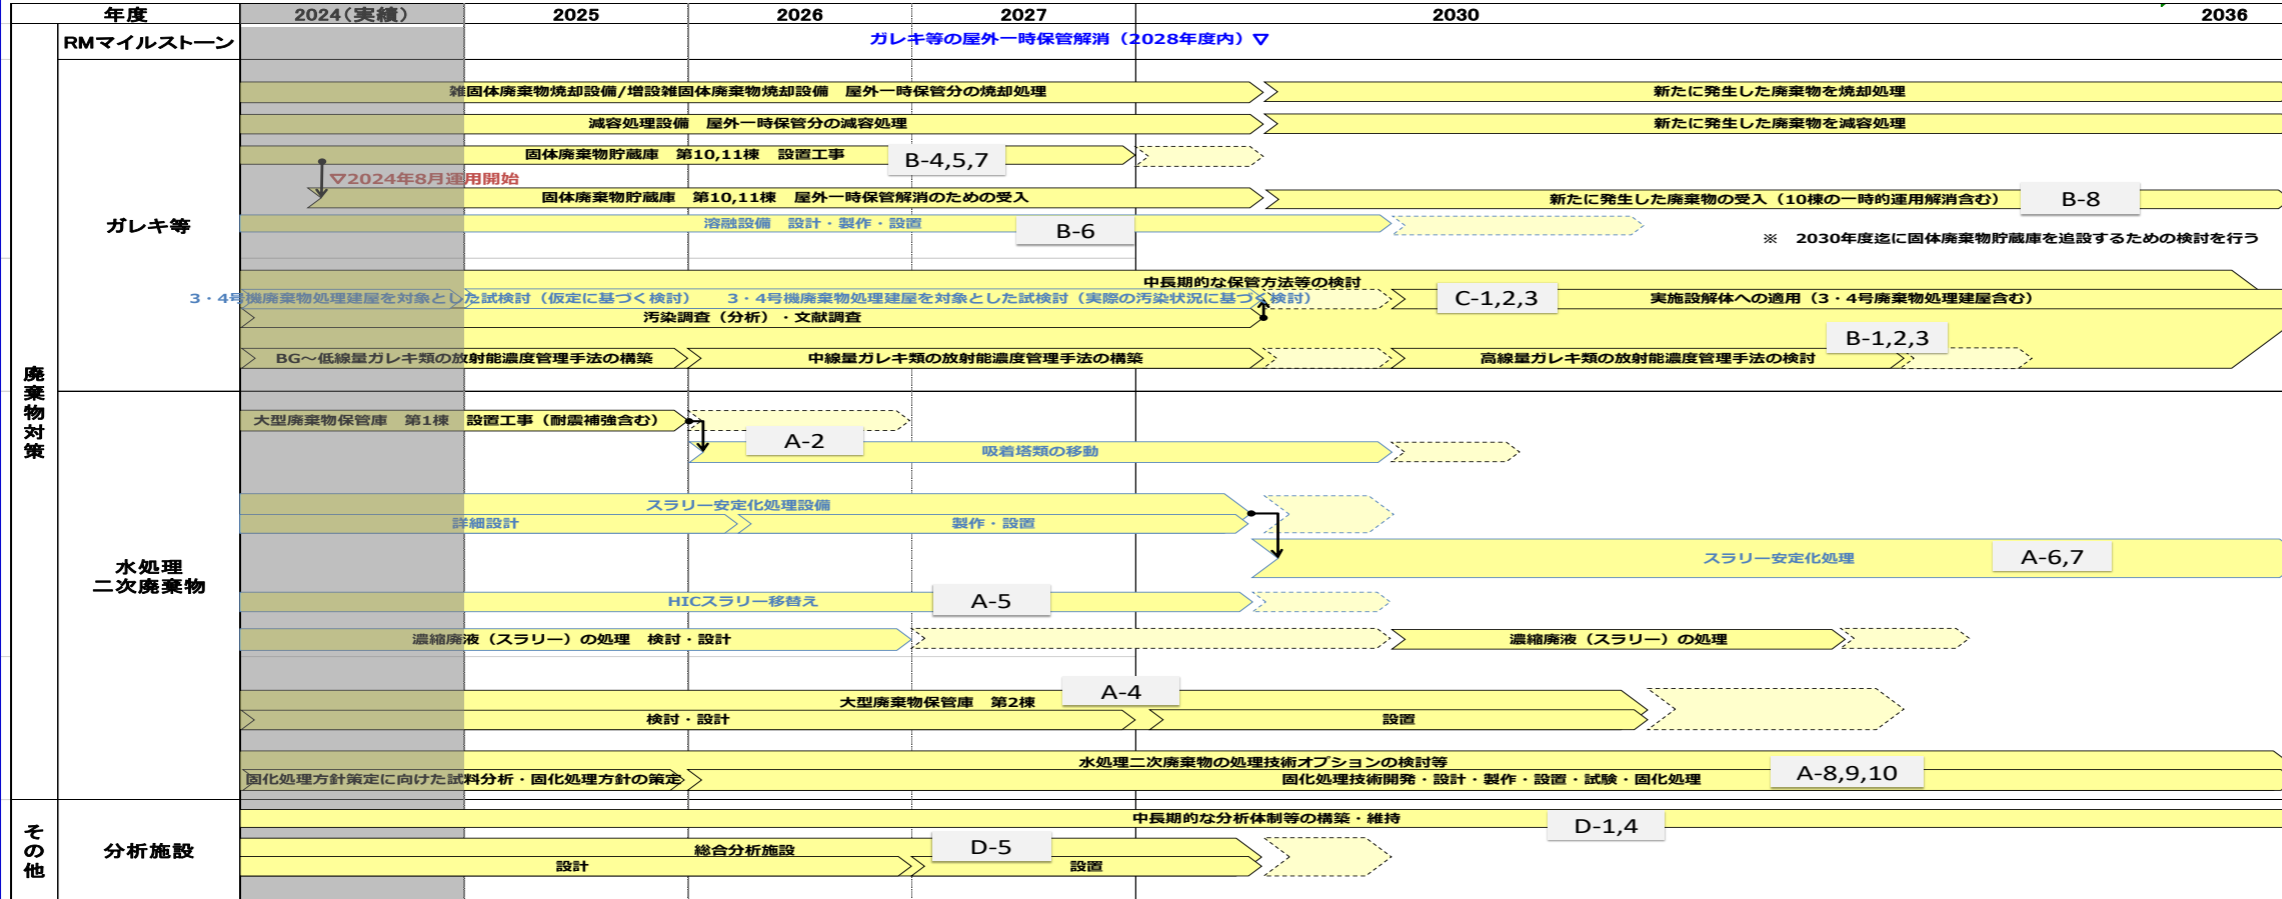 年度
2024(実績)
2025
2026
2027
2030
2036
廃棄物対策
RMマイルストーン
ガレキ等の屋外一時保管解消（2028年度内）▽
ガレキ等
雑固体廃棄物焼却設備/増設雑固体廃棄物焼却設備　屋外一時保管分の焼却処理
新たに発生した廃棄物を焼却処理
減容処理設備　屋外一時保管分の減容処理
新たに発生した廃棄物を減容処理
固体廃棄物貯蔵庫　第10,11棟　設置工事
B-4,5,7
▽2024年8月運用開始
固体廃棄物貯蔵庫　第10,11棟　屋外一時保管解消のための受入
新たに発生した廃棄物の受入（10棟の一時的運用解消含む）
B-8
溶融設備　設計・製作・設置
B-6
※　2030年度迄に固体廃棄物貯蔵庫を追設するための検討を行う
中長期的な保管方法等の検討
3・4号機廃棄物処理建屋を対象とした試検討（仮定に基づく検討）
3・4号機廃棄物処理建屋を対象とした試検討（実際の汚染状況に基づく検討）
C-1,2,3
実施設解体への適用（3・4号廃棄物処理建屋含む）
汚染調査（分析）・文献調査
B-1,2,3
BG～低線量ガレキ類の放射能濃度管理手法の構築
中線量ガレキ類の放射能濃度管理手法の構築
高線量ガレキ類の放射能濃度管理手法の検討
水処理
二次廃棄物
大型廃棄物保管庫　第1棟　設置工事（耐震補強含む）
A-2
吸着塔類の移動
スラリー安定化処理設備
詳細設計
製作・設置
スラリー安定化処理
A-6,7
HICスラリー移替え
A-5
濃縮廃液（スラリー）の処理　検討・設計
濃縮廃液（スラリー）の処理
A-4
大型廃棄物保管庫　第2棟
検討・設計
設置
水処理二次廃棄物の処理技術オプションの検討等
固化処理方針策定に向けた試料分析・固化処理方針の策定
固化処理技術開発・設計・製作・設置・試験・固化処理
A-8,9,10
その他
分析施設
中長期的な分析体制等の構築・維持
D-1,4
総合分析施設
D-5
設計
設置